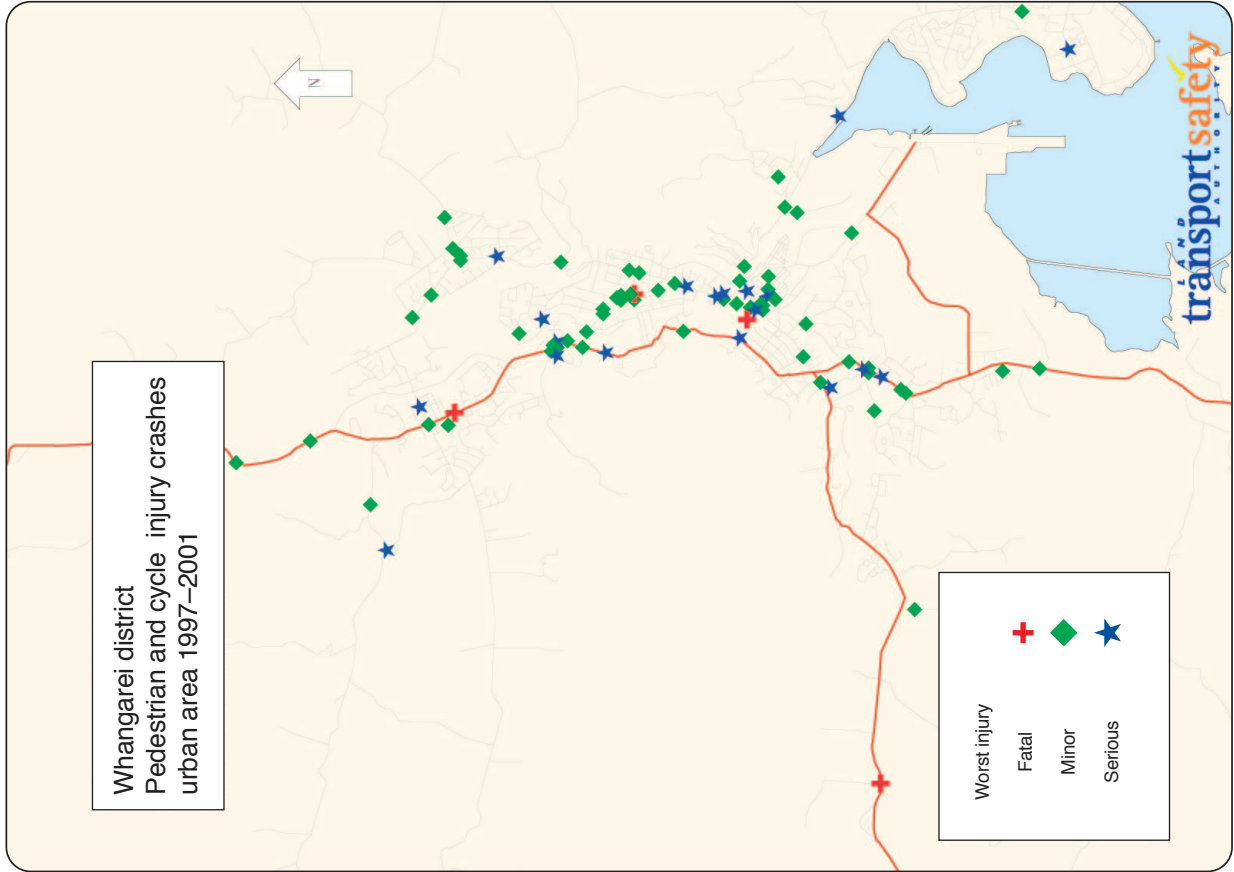 Whangarei district
Pedestrian and cycle injury crashes
urban area 1997–2001
N
Worst injury
Fatal
Minor
Serious
LAND
transport safety
AUTHORITY